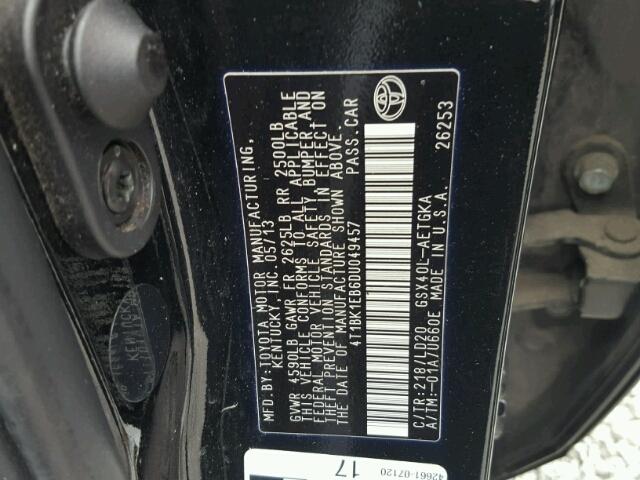 MFD.BY:TOYOTA MOTOR MANUFACTURING.
KENTUCKY, INC. 05/13
GVWR 4590LB GAWR FR 2625LB RR 2500LB
THIS VEHICLE CONFORMS TO ALL APPLICABLE
FEDERAL MOTOR VEHICLE SAFETY, BUMPER AND
THEFT PREVENTION STANDARDS IN EFFECT ON
THE DATE OF MANUFACTURE SHOWN ABOVE.
4T1BK1EB6DU049457 PASS.CAR
C/TR:218/LD20 GSX40L-AETGKA
A/TM:-01A/U660E MADE IN U.S.A. 26253
42661-07120
17